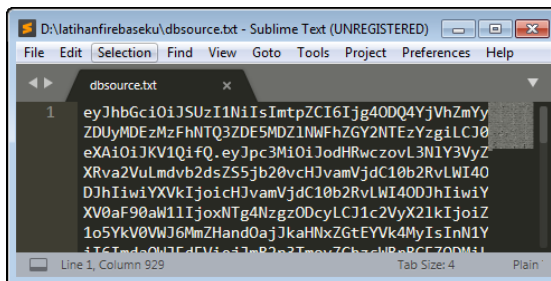 D:\latihanfirebaseku\dbsource.txt - Sublime Text (UNREGISTERED)
File Edit Selection Find View Goto Tools Project Preferences Help
dbsource.txt
1 eyJhbGciOiJSUzI1NiIsImtpZCI6Ijg4ODQ4YjVhZmYy
ZDUyMDEzMzFhNTQ3ZDE5MDZlNWFhZGY2NTEzYzgiLCJ0
eXAiOiJKV1QifQ.eyJpc3MiOiJodHRwczovL3NlY3VyZ
XRva2VuLmdvb2dsZS5jb20vcHJvamVjdC10b2RvLWI4O
DJhIiwiYXVkIjoicHJvamVjdC10b2RvLWI4ODJhIiwiY
XV0aF90aW1lIjoxNTg4NzgzODcyLCJ1c2VyX2lkIjoiZ
1o5YkV0VWJ6MmZHandOajJkaHNxZGtEYVk4MyIsInN1Y
Line 1, Column 929 Tab Size: 4 Plain